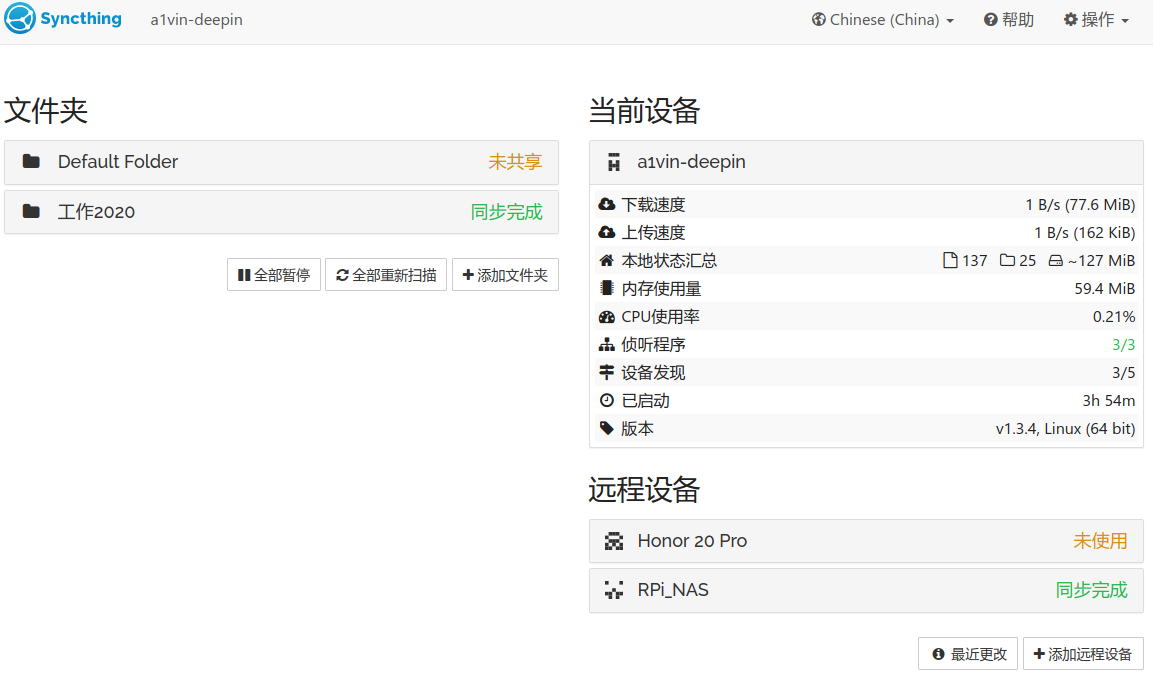 Syncthing a1vin-deepin Chinese (China) 帮助 操作
文件夹
Default Folder 未共享
工作2020 同步完成
全部暂停 全部重新扫描 添加文件夹
当前设备
a1vin-deepin
下载速度 1 B/s (77.6 MiB)
上传速度 1 B/s (162 KiB)
本地状态汇总 137 25 ~127 MiB
内存使用量 59.4 MiB
CPU使用率 0.21%
侦听程序 3/3
设备发现 3/5
已启动 3h 54m
版本 v1.3.4, Linux (64 bit)
远程设备
Honor 20 Pro 未使用
RPi_NAS 同步完成
最近更改 添加远程设备